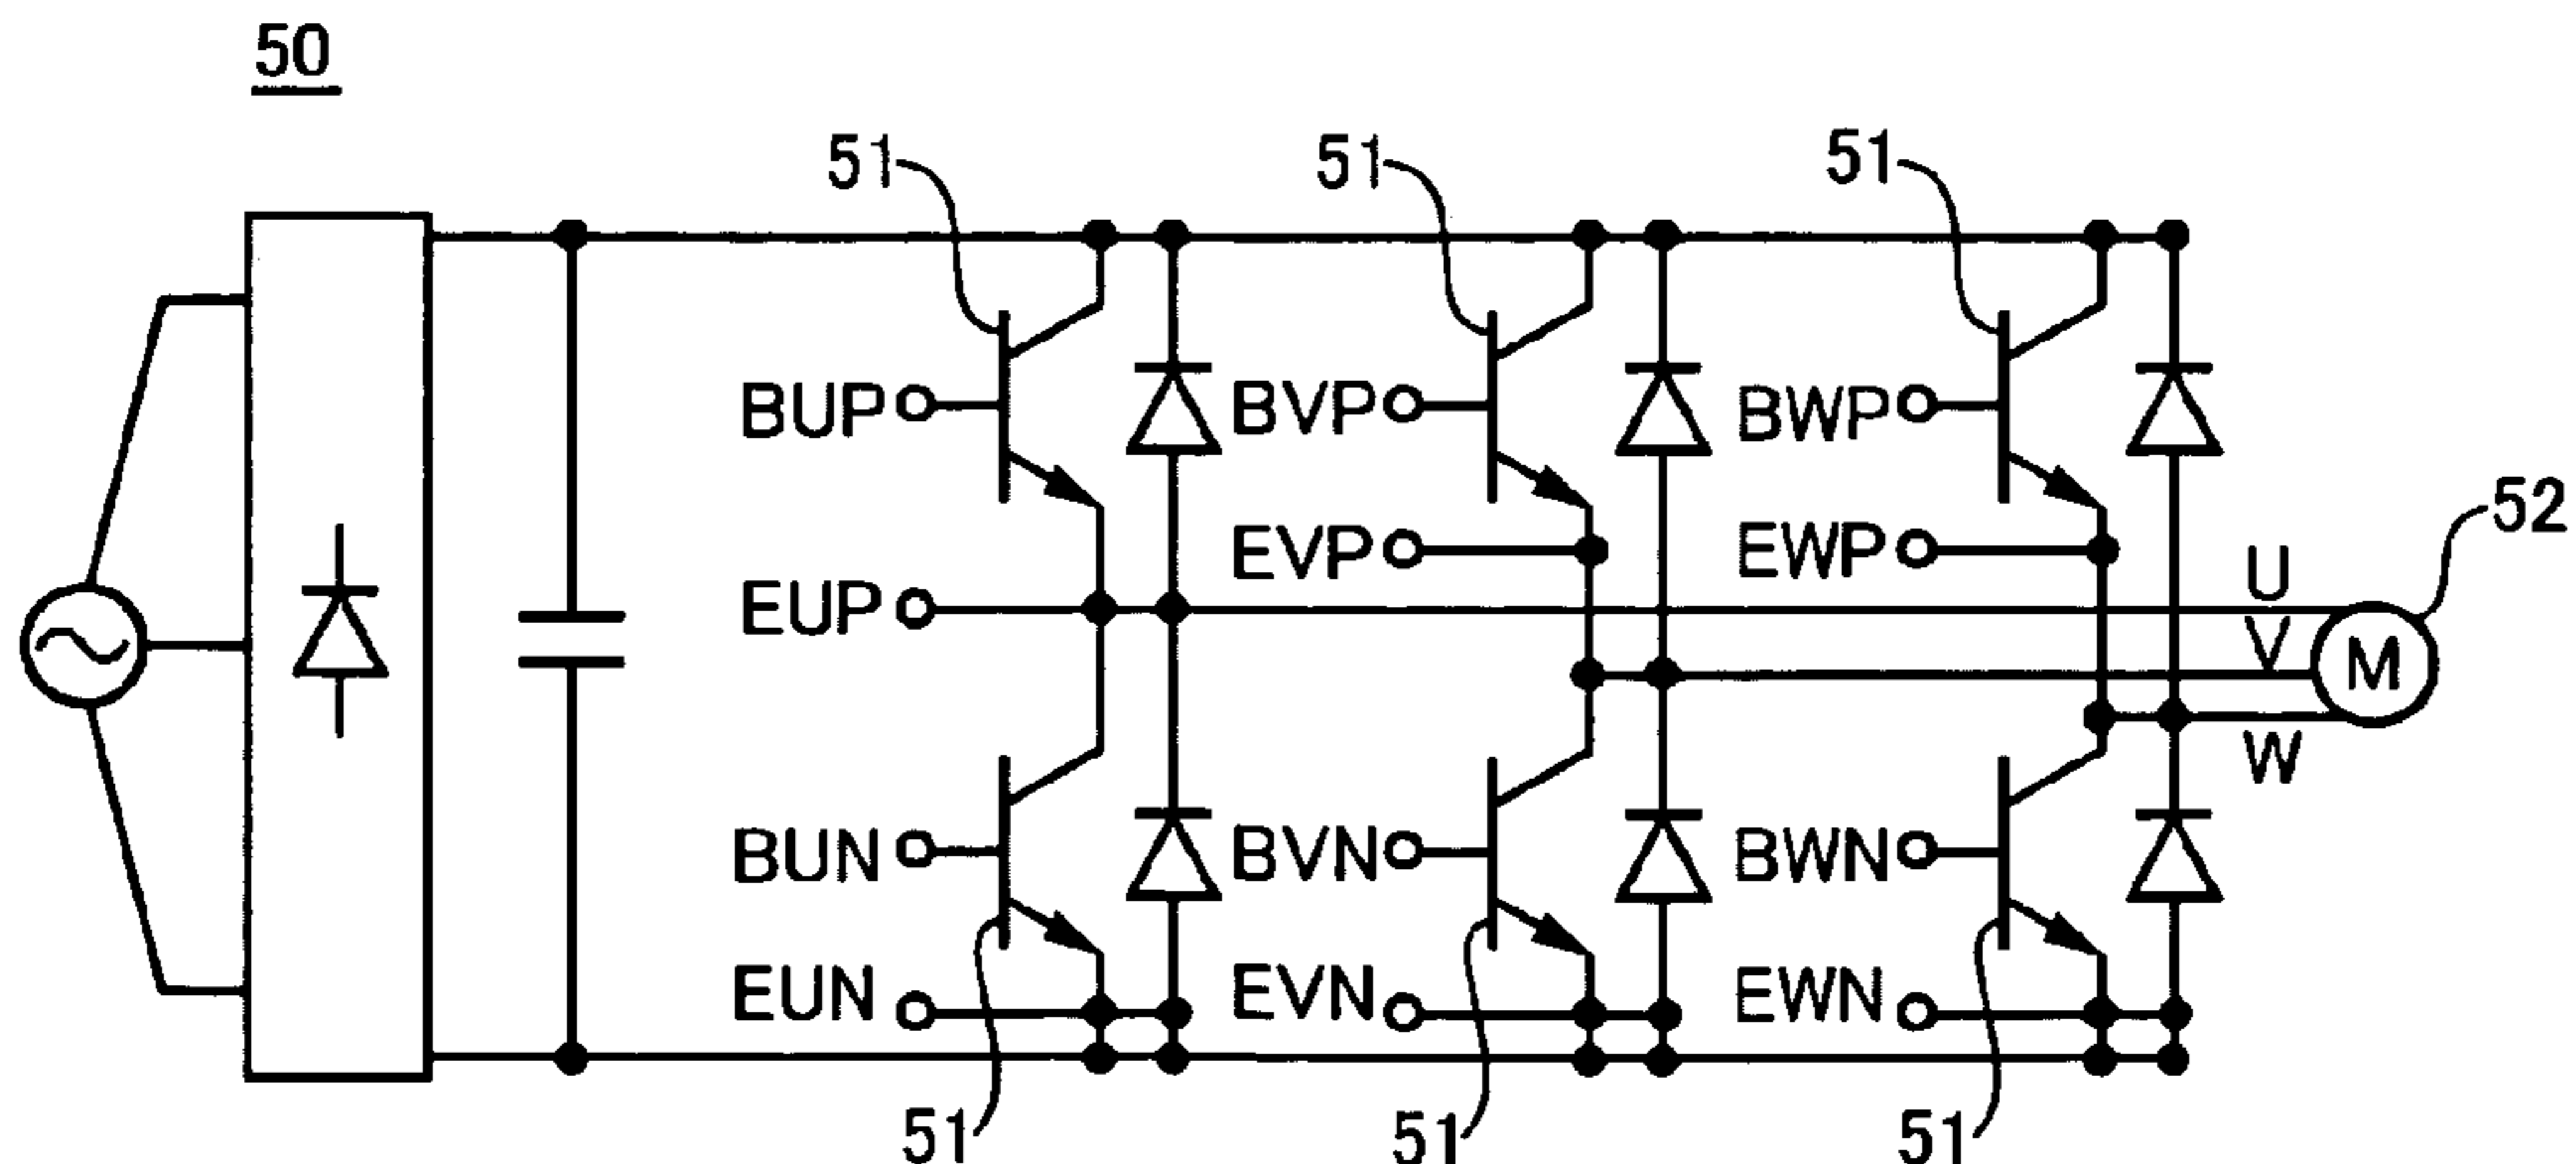 50
51 51 51
BUP BVP BWP
52
EVP EWP
U
EUP
V
M
W
BUN BVN BWN
EUN EVN EWN
51 51 51